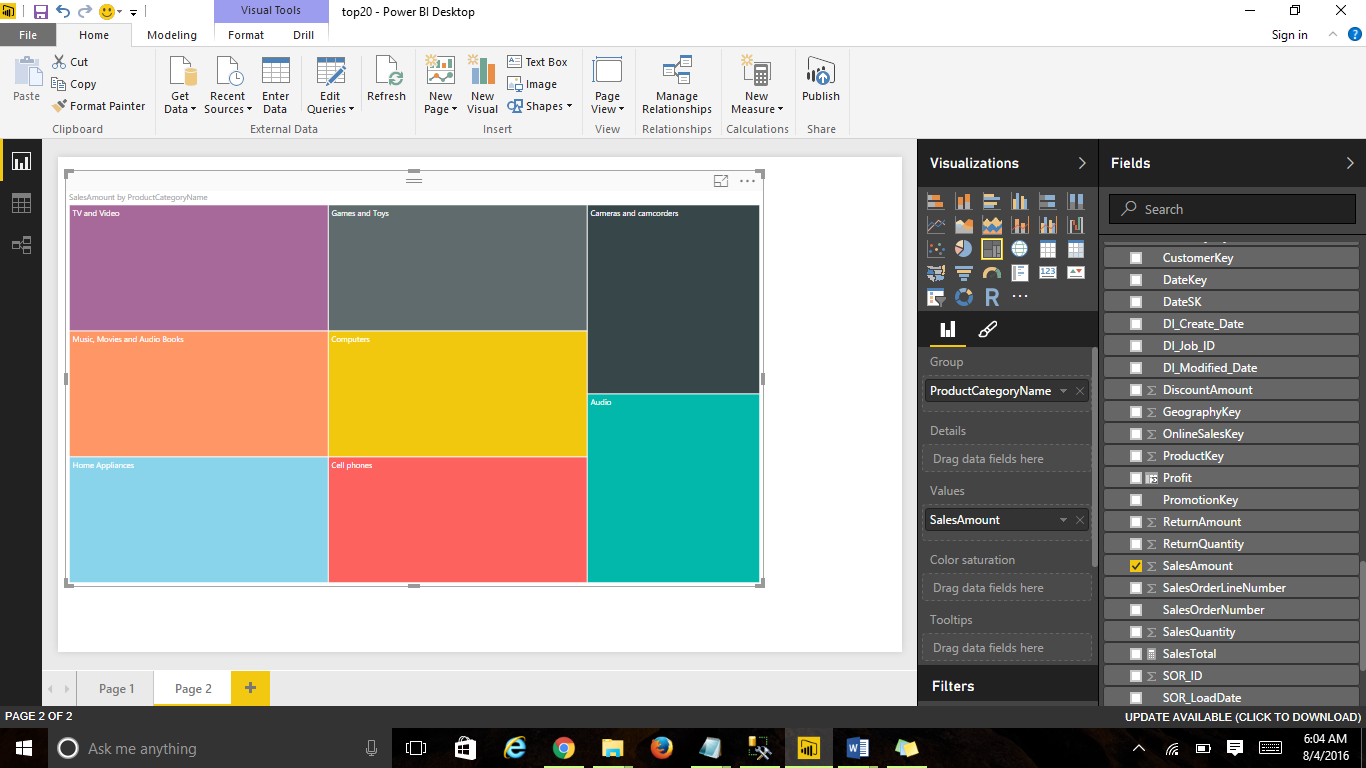 Visual Tools
top20 - Power BI Desktop
File
Home
Modeling
Format
Drill
Sign in
?
Paste
Cut
Copy
Format Painter
Clipboard
Get Data
Recent Sources
Enter Data
Edit Queries
Refresh
External Data
New Page
New Visual
Text Box
Image
Shapes
Insert
Page View
View
Manage Relationships
Relationships
New Measure
Calculations
Publish
Share
SalesAmount by ProductCategoryName
TV and Video
Games and Toys
Cameras and camcorders
Music, Movies and Audio Books
Computers
Audio
Home Appliances
Cell phones
Visualizations
R
123
Group
ProductCategoryName
Details
Drag data fields here
Values
SalesAmount
Color saturation
Drag data fields here
Tooltips
Drag data fields here
Filters
Fields
Search
CustomerKey
DateKey
DateSK
DI_Create_Date
DI_Job_ID
DI_Modified_Date
DiscountAmount
GeographyKey
OnlineSalesKey
ProductKey
Profit
PromotionKey
ReturnAmount
ReturnQuantity
SalesAmount
SalesOrderLineNumber
SalesOrderNumber
SalesQuantity
SalesTotal
SOR_ID
SOR_LoadDate
Page 1
Page 2
+
PAGE 2 OF 2
UPDATE AVAILABLE (CLICK TO DOWNLOAD)
Ask me anything
6:04 AM
8/4/2016